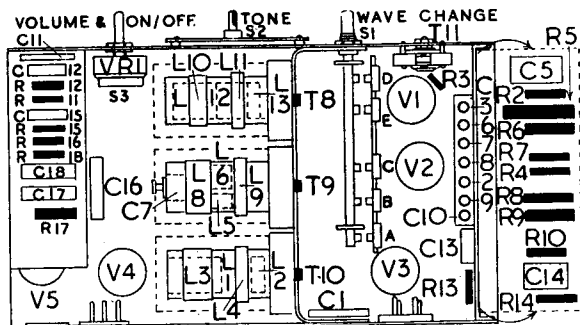 VOLUME & ON/OFF TONE WAVE CHANGE
C11 S2 S1 T11 R5
VR1 S3 L10 L11 R3 C C5
C 12
R 12
R 11
C 15
R 15
R 16
R 18
C18
C17
R17
L 12 L 13 T8
D V1 3 R2
E 6 R6
7 R7
C16 C7 L 8 L 6 L 9 L5 T9
C V2 8 R4
B 2 R8
9 R9
A C10
V5 V4 L3 L 1 L 2 L4 T10
C1 V3 C13 R13 R10
C14
R14